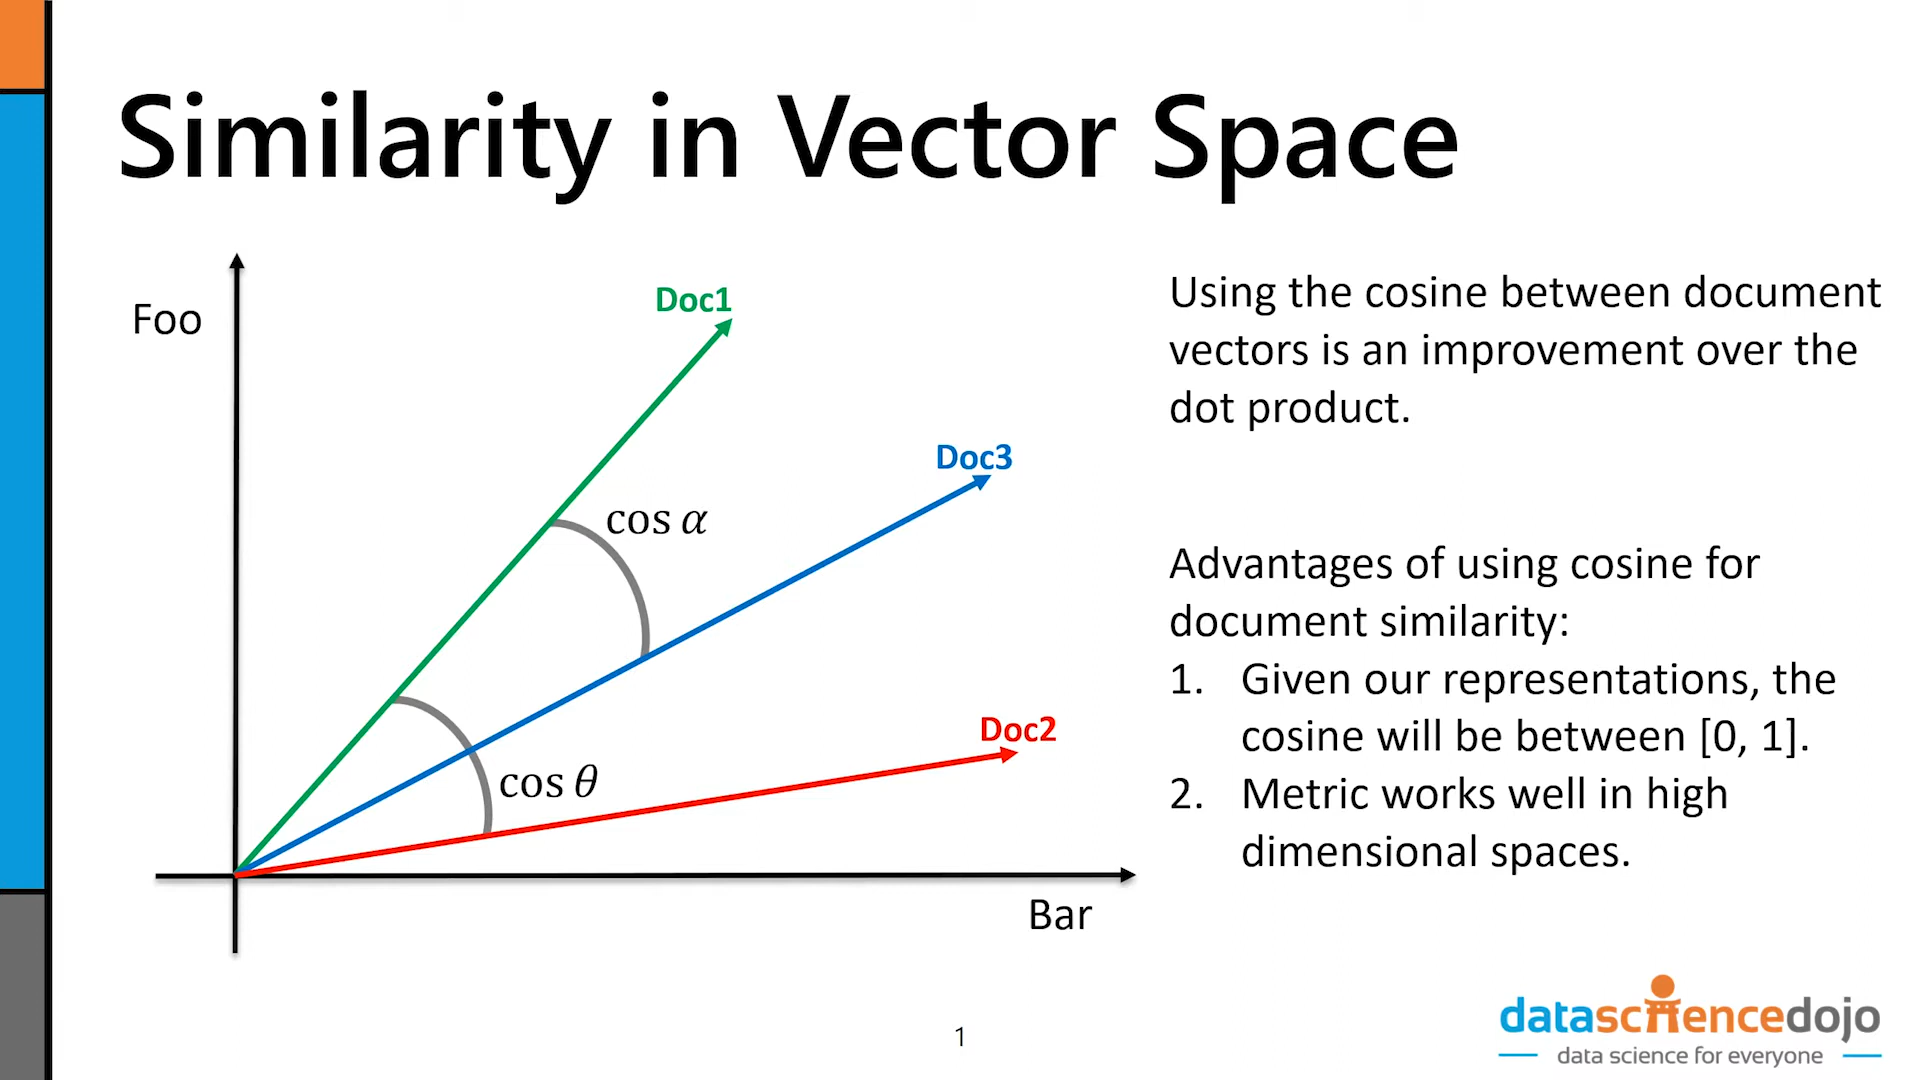 Similarity in Vector Space
Foo
Doc1
Doc3
cos α
Doc2
cos θ
Bar
Using the cosine between document
vectors is an improvement over the
dot product.
Advantages of using cosine for
document similarity:
1. Given our representations, the
cosine will be between [0, 1].
2. Metric works well in high
dimensional spaces.
1
datasciencedojo
data science for everyone